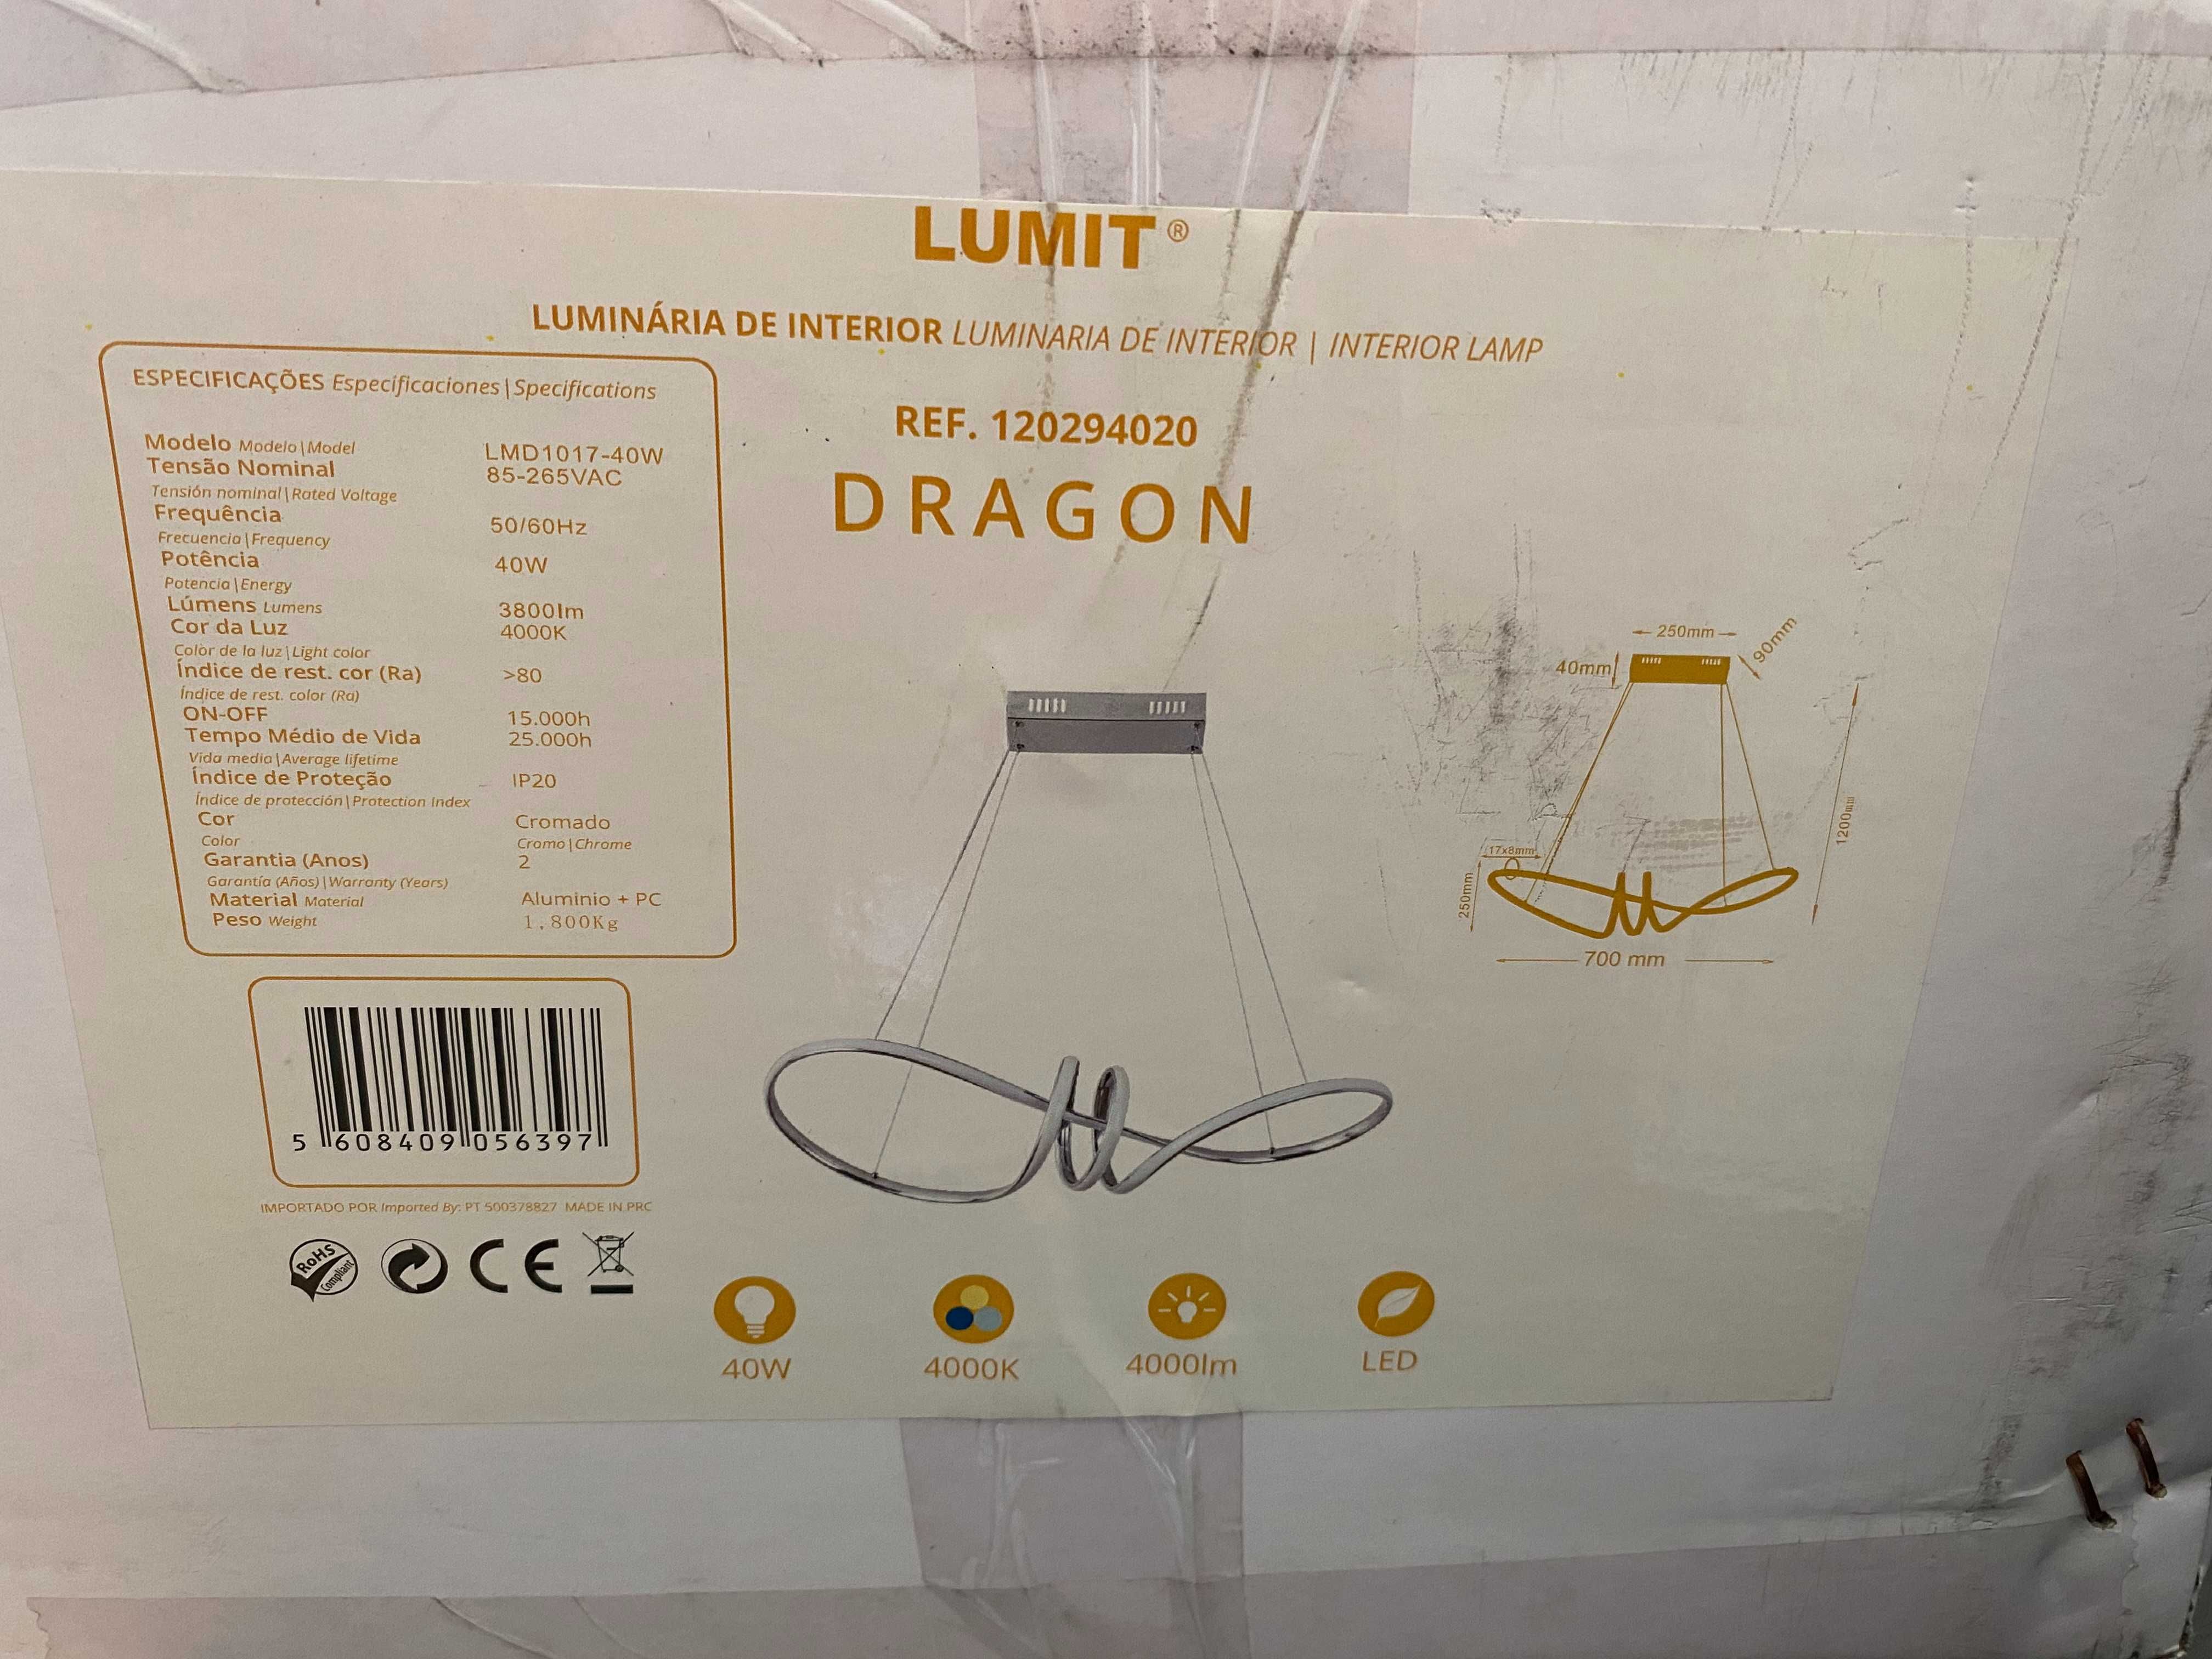 LUMIT®
LUMINÁRIA DE INTERIOR LUMINARIA DE INTERIOR | INTERIOR LAMP
ESPECIFICAÇÕES Especificaciones|Specifications
Modelo Modelo|Model LMD1017-40W
Tensão Nominal 85-265VAC
Tensión nominal|Rated Voltage
Frequência 50/60Hz
Frecuencia|Frequency
Potência 40W
Potencia|Energy
Lúmens Lumens 3800lm
Cor da Luz 4000K
Color de la luz|Light color
Índice de rest. cor (Ra) >80
Índice de rest. color (Ra)
ON-OFF 15.000h
Tempo Médio de Vida 25.000h
Vida media|Average lifetime
Índice de Proteção IP20
Índice de protección|Protection Index
Cor Cromado
Color Cromo|Chrome
Garantia (Anos) 2
Garantía (Años)|Warranty (Years)
Material Material Aluminio + PC
Peso Weight 1,800Kg
REF. 120294020
DRAGON
250mm
90mm
40mm
1200mm
17x8mm
250mm
700 mm
5 608409 056397
IMPORTADO POR Imported By: PT 500378827 MADE IN PRC
RoHS
Compliant
CE
40W
4000K
4000lm
LED